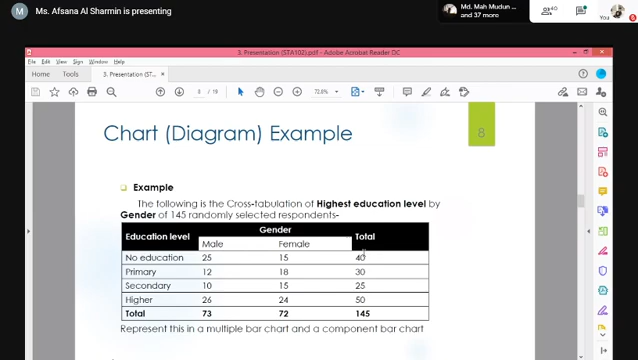 Ms. Afsana Al Sharmin is presenting
Md. Mah Mudun ...
and 37 more
40
You
3. Presentation (STA102).pdf - Adobe Acrobat Reader DC
File Edit View Sign Window Help
Home Tools 3. Presentation (ST... ×
8 / 19 72.8%
Chart (Diagram) Example
8
Example
The following is the Cross-tabulation of Highest education level by
Gender of 145 randomly selected respondents-
Education level Gender Total
Male Female
No education 25 15 40
Primary 12 18 30
Secondary 10 15 25
Higher 26 24 50
Total 73 72 145
Represent this in a multiple bar chart and a component bar chart